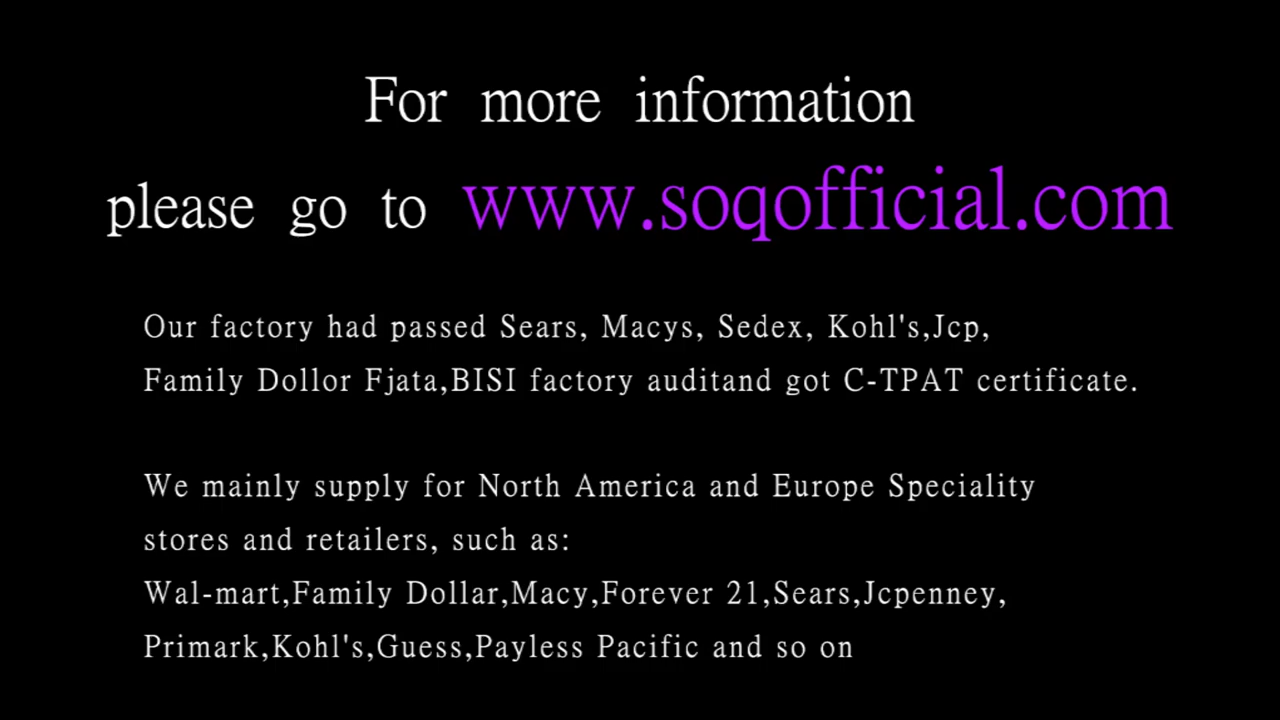 For more information
please go to www.soqofficial.com
Our factory had passed Sears, Macys, Sedex, Kohl's,Jcp,
Family Dollor Fjata,BISI factory auditand got C-TPAT certificate.
We mainly supply for North America and Europe Speciality
stores and retailers, such as:
Wal-mart,Family Dollar,Macy,Forever 21,Sears,Jcpenney,
Primark,Kohl's,Guess,Payless Pacific and so on